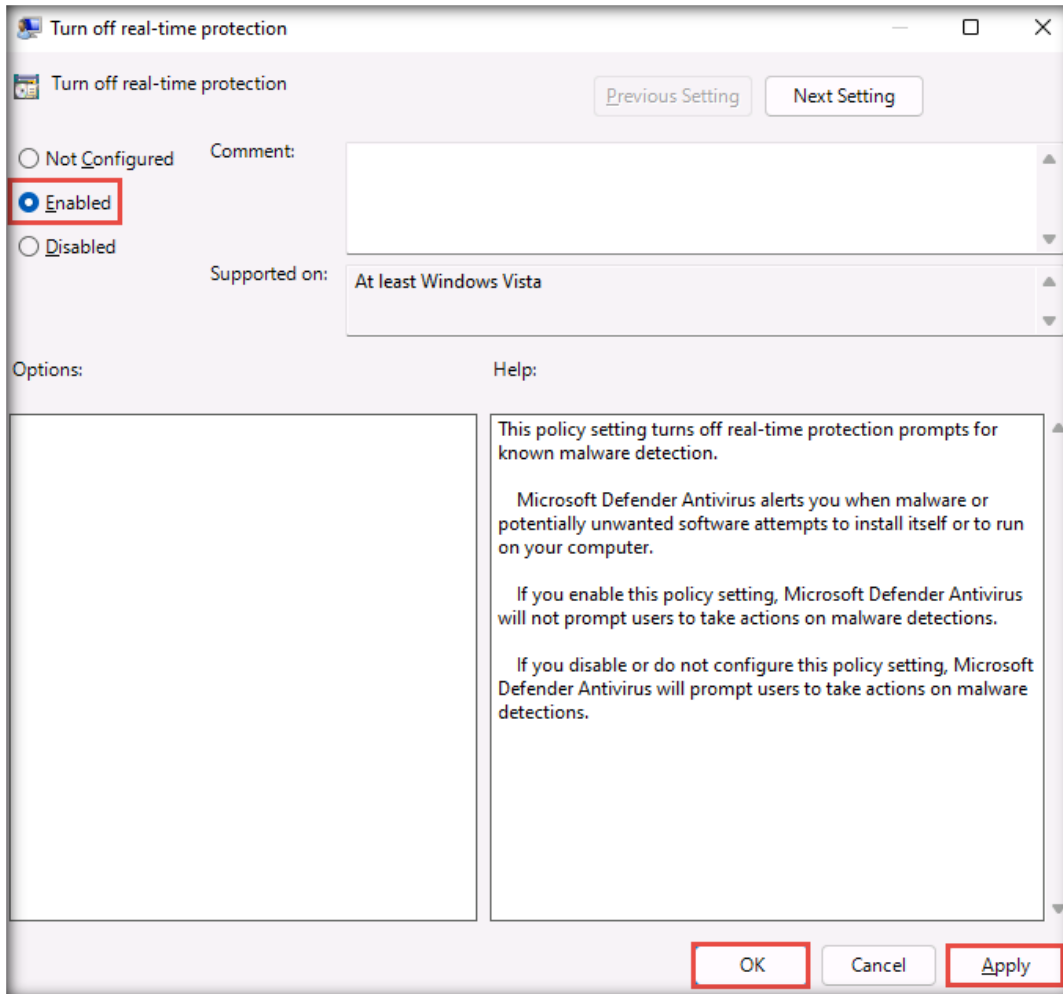 Turn off real-time protection
Turn off real-time protection
Previous Setting
Next Setting
Not Configured
Comment:
Enabled
Disabled
Supported on:
At least Windows Vista
Options:
Help:
This policy setting turns off real-time protection prompts for
known malware detection.
Microsoft Defender Antivirus alerts you when malware or
potentially unwanted software attempts to install itself or to run
on your computer.
If you enable this policy setting, Microsoft Defender Antivirus
will not prompt users to take actions on malware detections.
If you disable or do not configure this policy setting, Microsoft
Defender Antivirus will prompt users to take actions on malware
detections.
OK
Cancel
Apply